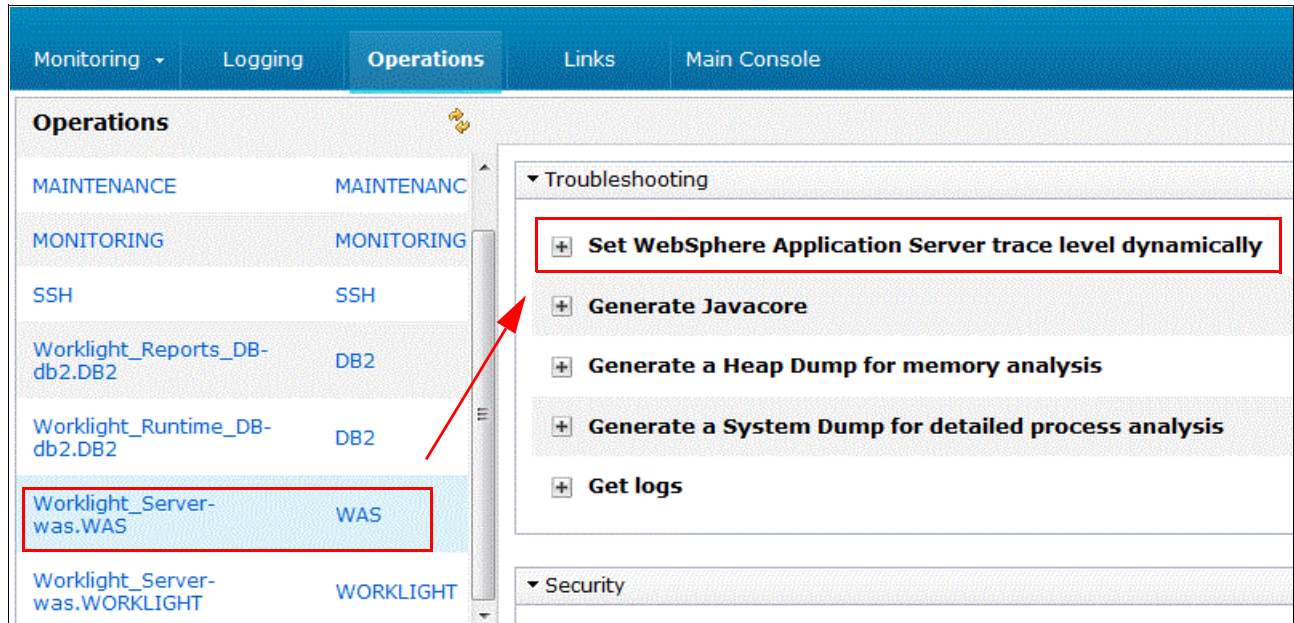 Monitoring Logging Operations Links Main Console
Operations
MAINTENANCE MAINTENANC
MONITORING MONITORING
SSH SSH
Worklight_Reports_DB-
db2.DB2
DB2
Worklight_Runtime_DB-
db2.DB2
DB2
Worklight_Server-
was.WAS
WAS
Worklight_Server-
was.WORKLIGHT
WORKLIGHT
Troubleshooting
Set WebSphere Application Server trace level dynamically
Generate Javacore
Generate a Heap Dump for memory analysis
Generate a System Dump for detailed process analysis
Get logs
Security